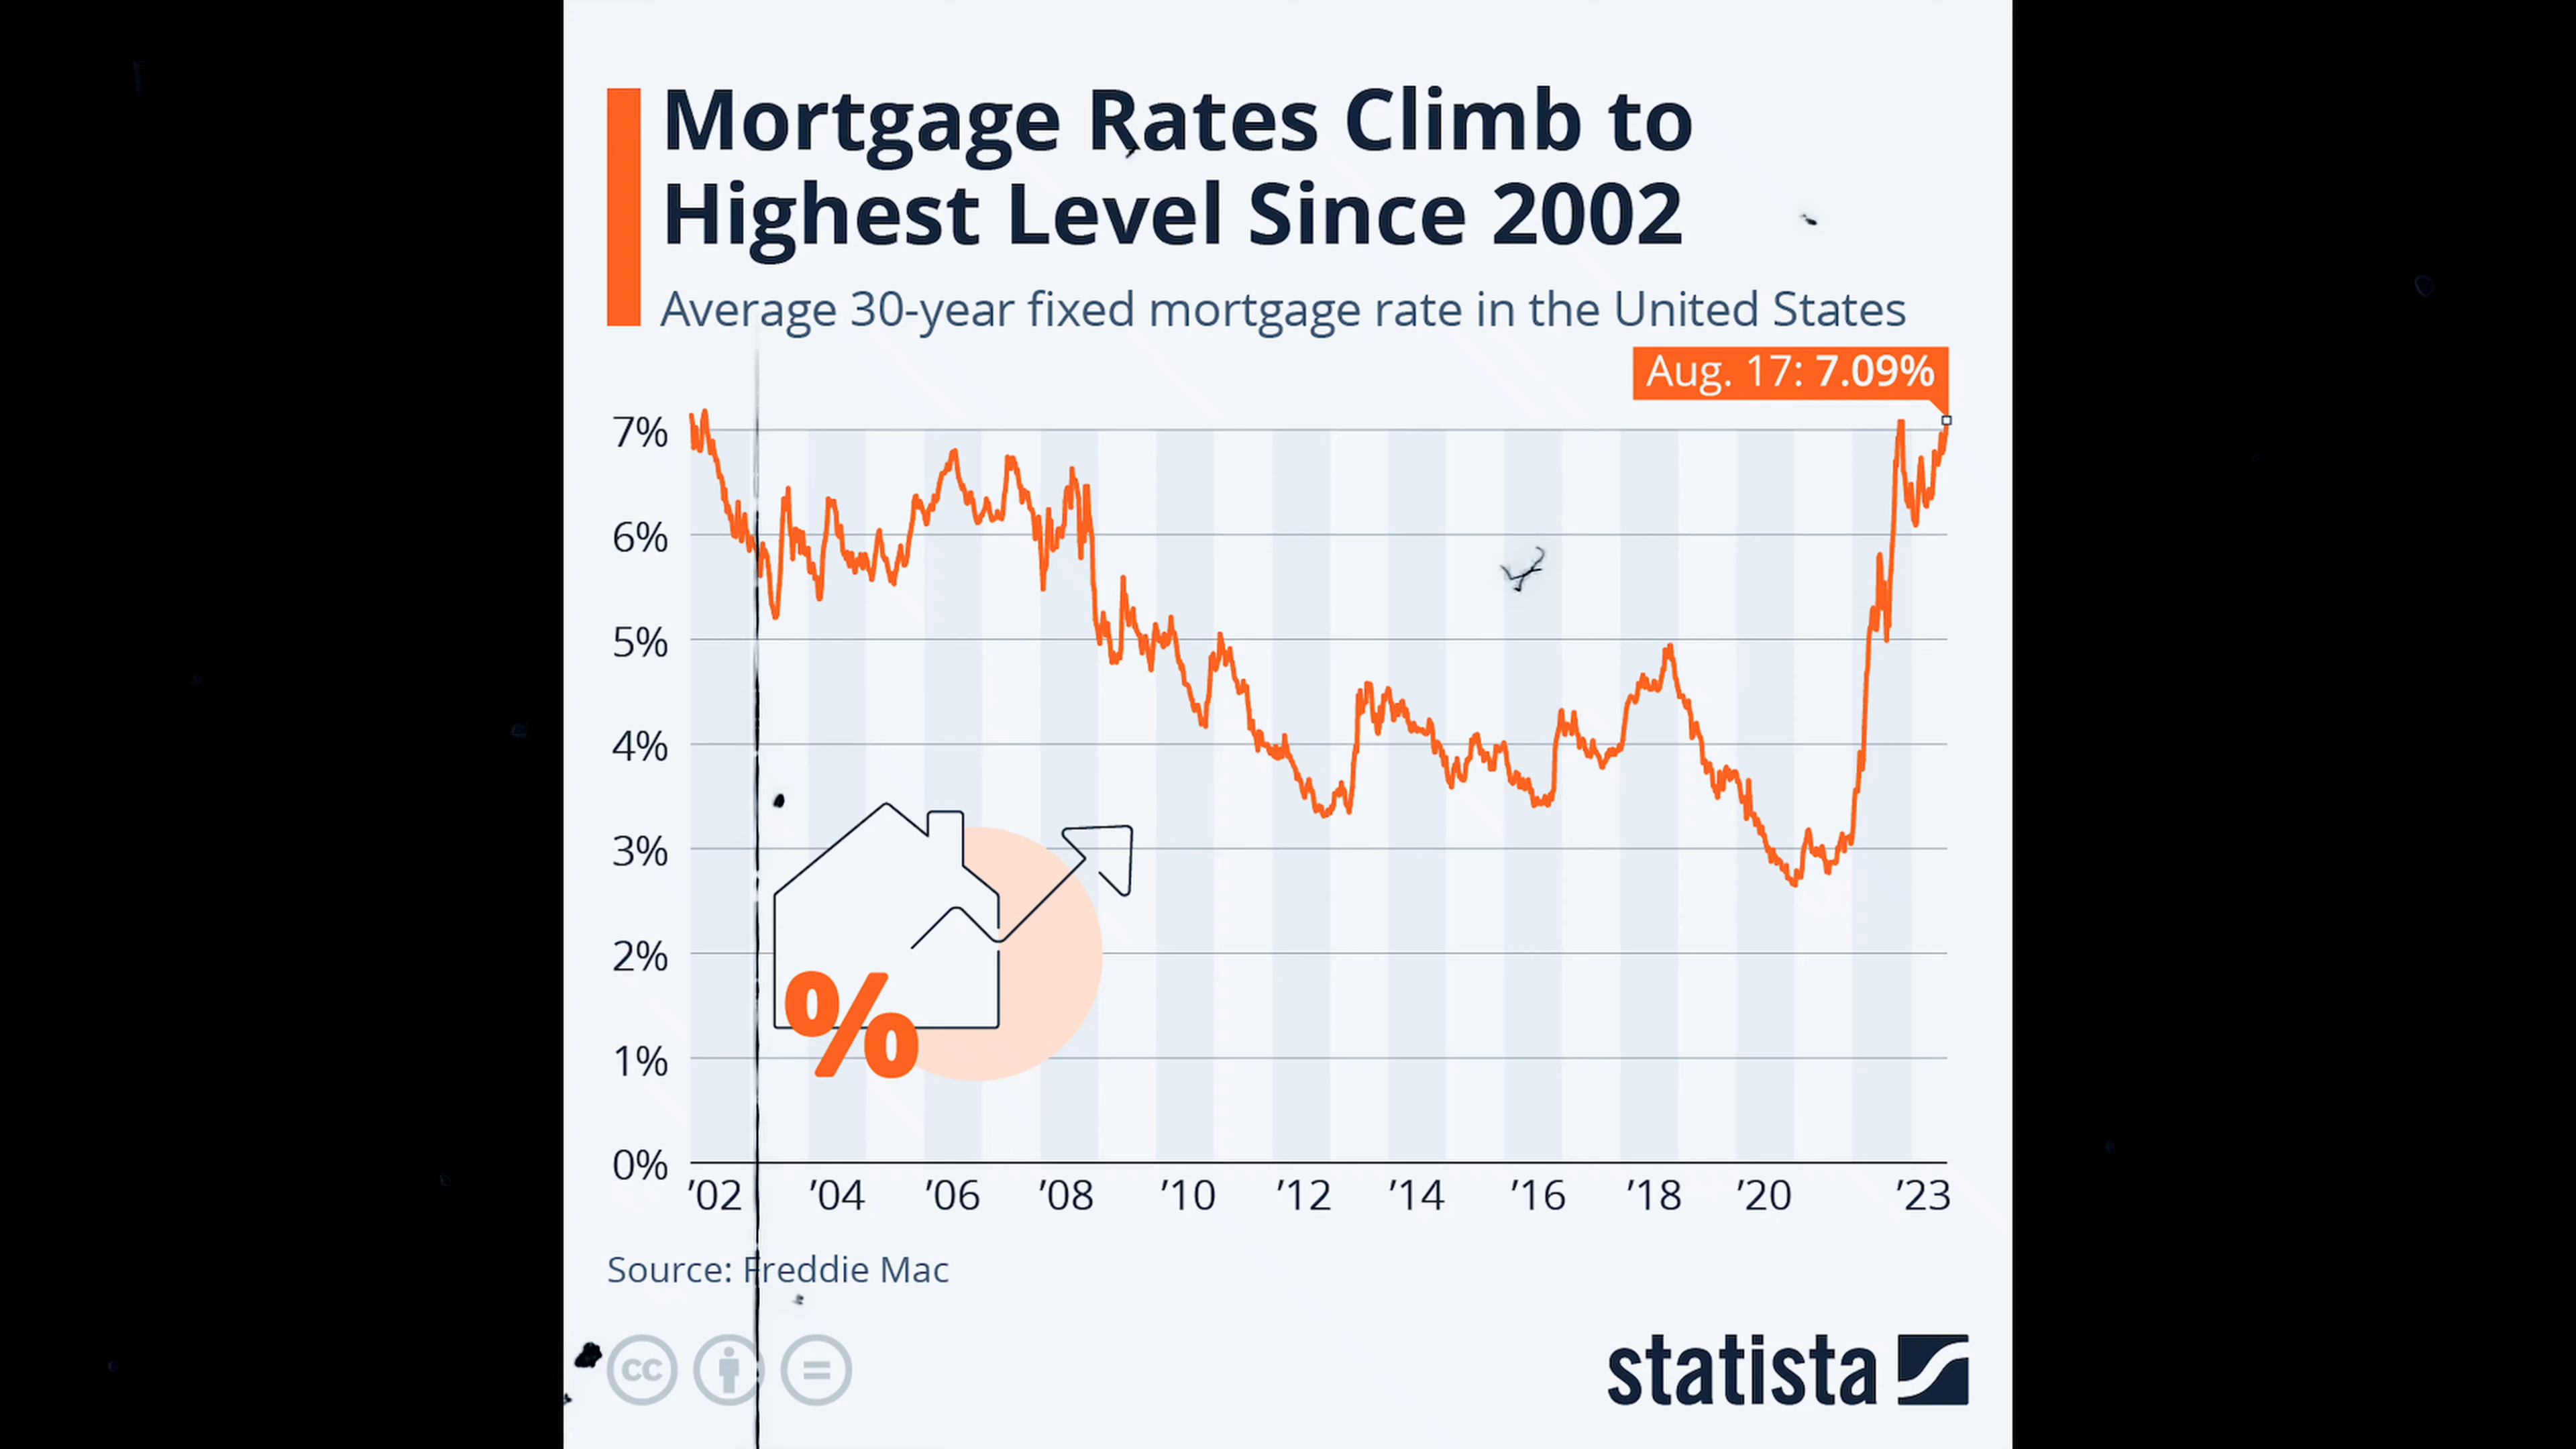 Mortgage Rates Climb to
Highest Level Since 2002
Average 30-year fixed mortgage rate in the United States
Aug. 17: 7.09%
7%
6%
5%
4%
3%
2%
1%
0%
%
’02 ’04 ’06 ’08 ’10 ’12 ’14 ’16 ’18 ’20 ’23
Source: Freddie Mac
cc =
statista